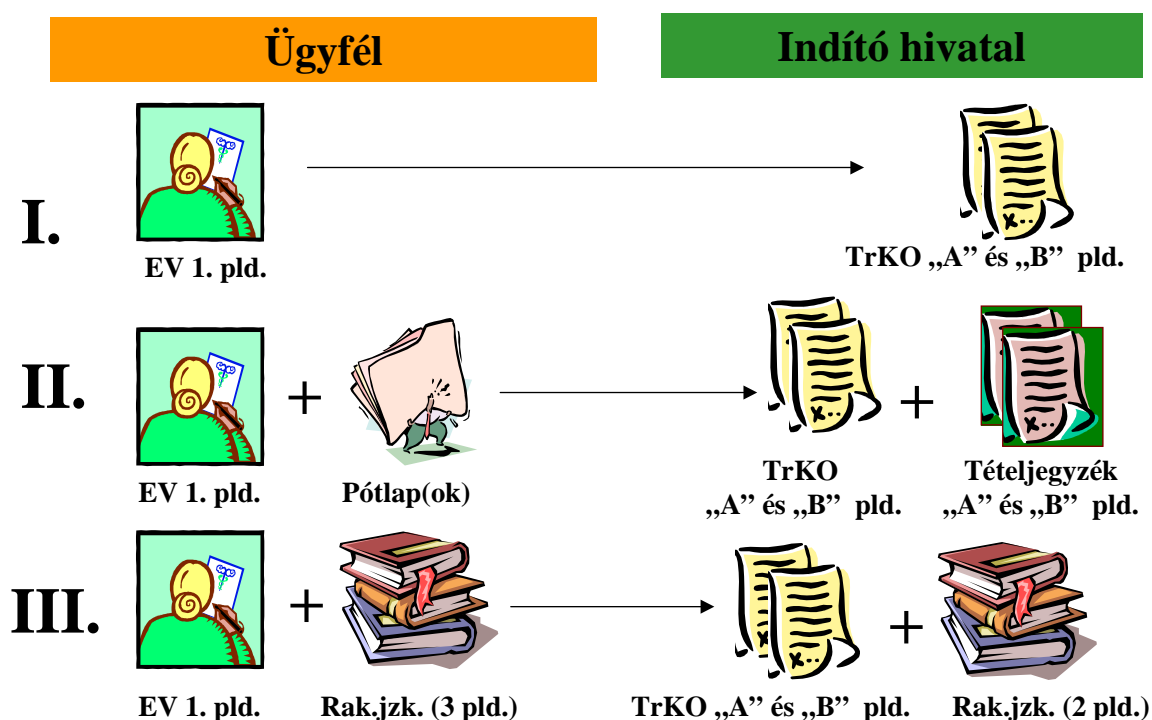 Ügyfél
Indító hivatal
I.
EV 1. pld.
TrKO „A” és „B” pld.
II.
+
+
EV 1. pld.
Pótlap(ok)
TrKO
„A” és „B” pld.
Tételjegyzék
„A” és „B” pld.
III.
+
+
EV 1. pld.
Rak.jzk. (3 pld.)
TrKO „A” és „B” pld.
Rak.jzk. (2 pld.)